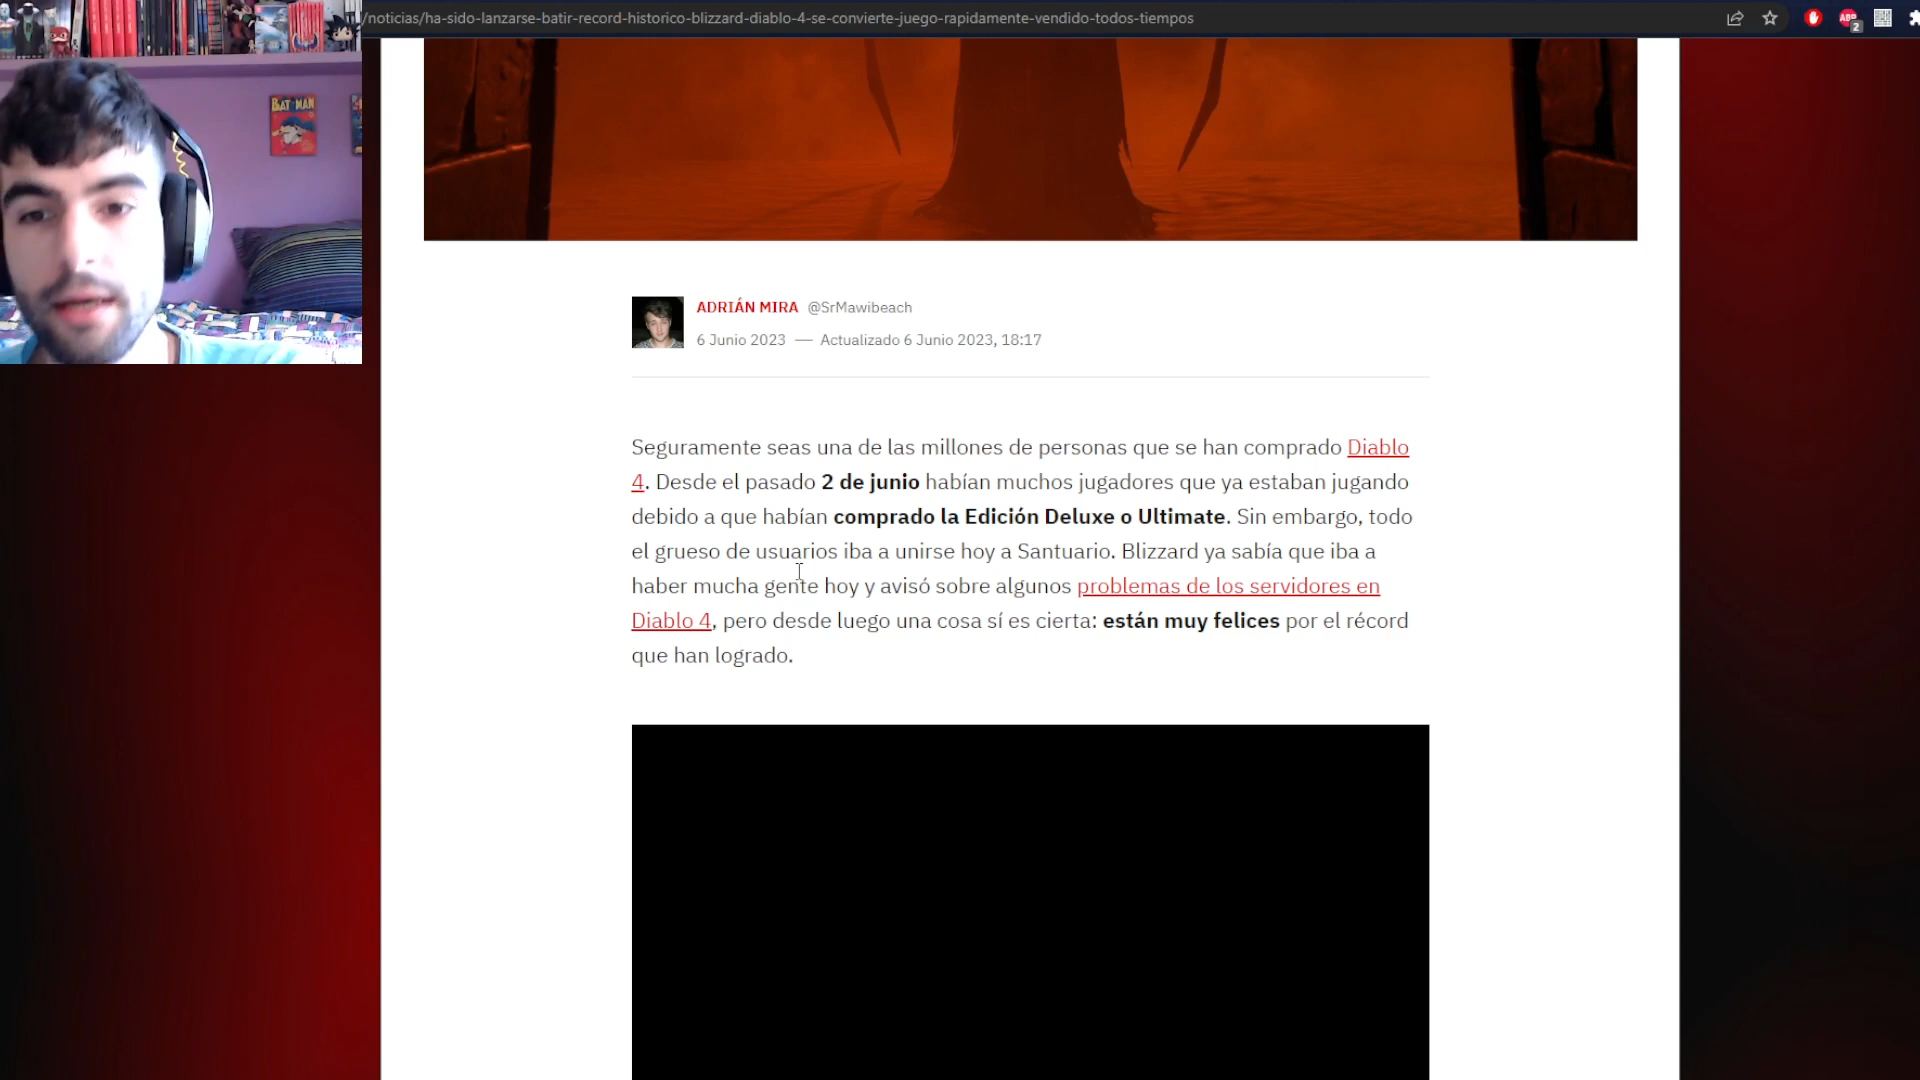 /noticias/ha-sido-lanzarse-batir-record-historico-blizzard-diablo-4-se-convierte-juego-rapidamente-vendido-todos-tiempos
ABP
2
BATMAN
ADRIÁN MIRA @SrMawibeach
6 Junio 2023 — Actualizado 6 Junio 2023, 18:17
Seguramente seas una de las millones de personas que se han comprado Diablo
4. Desde el pasado 2 de junio habían muchos jugadores que ya estaban jugando
debido a que habían comprado la Edición Deluxe o Ultimate. Sin embargo, todo
el grueso de usuarios iba a unirse hoy a Santuario. Blizzard ya sabía que iba a
haber mucha gente hoy y avisó sobre algunos problemas de los servidores en
Diablo 4, pero desde luego una cosa sí es cierta: están muy felices por el récord
que han logrado.